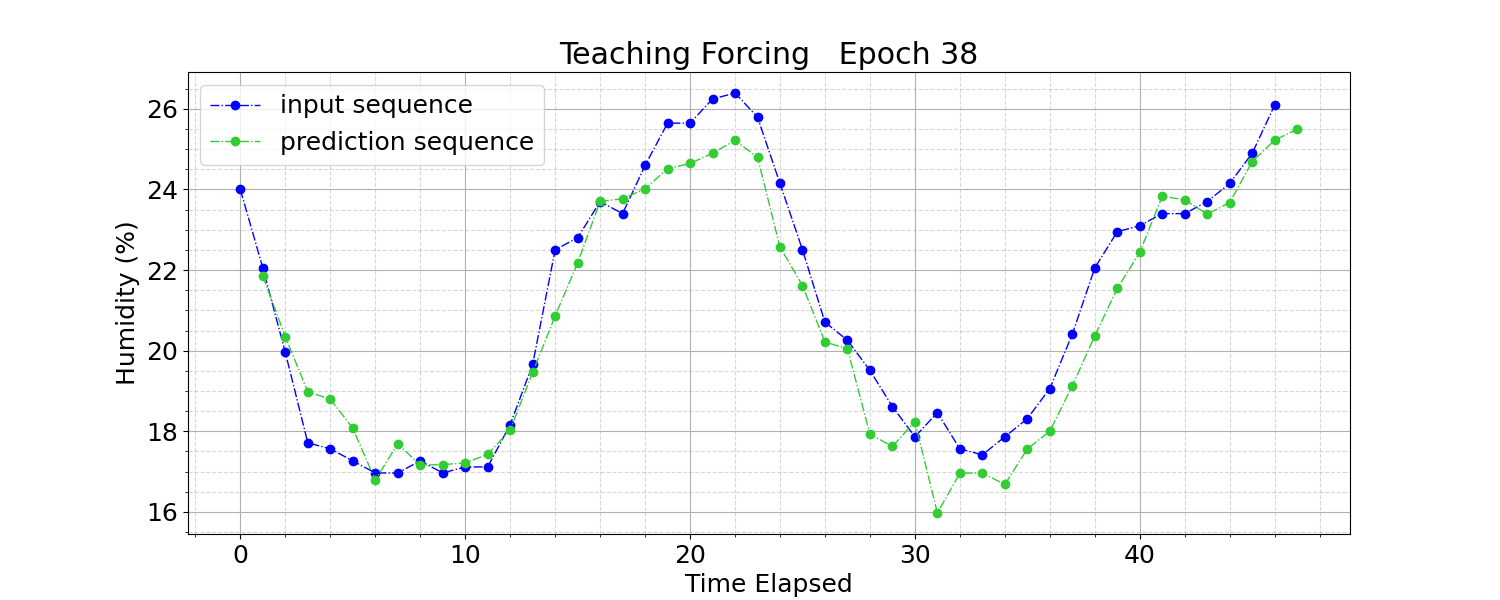 Teaching Forcing   Epoch 38
input sequence
prediction sequence
Humidity (%)
26
24
22
20
18
16
0 10 20 30 40
Time Elapsed